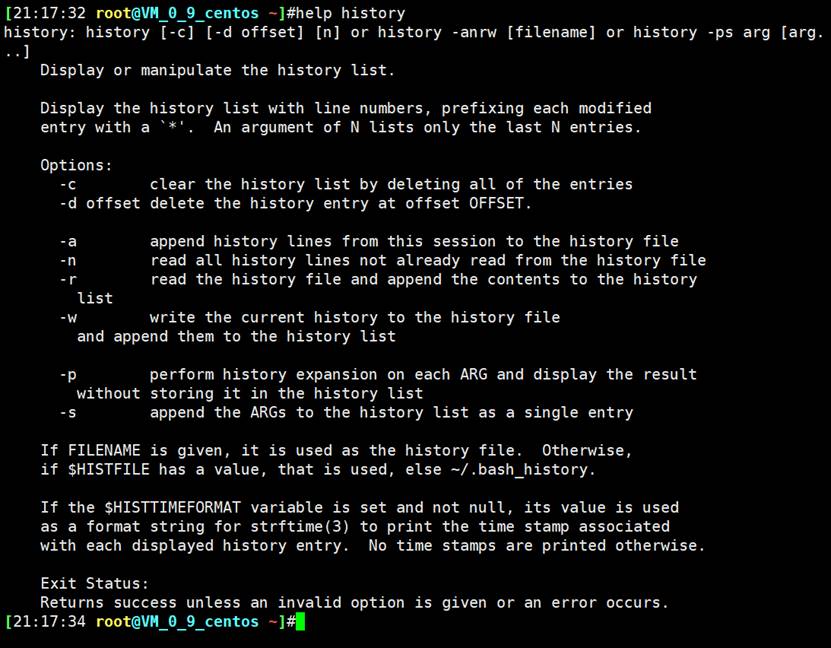 [21:17:32 root@VM_0_9_centos ~]#help history
history: history [-c] [-d offset] [n] or history -anrw [filename] or history -ps arg [arg.
..]
    Display or manipulate the history list.

    Display the history list with line numbers, prefixing each modified
    entry with a `*'.  An argument of N lists only the last N entries.

    Options:
      -c        clear the history list by deleting all of the entries
      -d offset delete the history entry at offset OFFSET.

      -a        append history lines from this session to the history file
      -n        read all history lines not already read from the history file
      -r        read the history file and append the contents to the history
        list
      -w        write the current history to the history file
        and append them to the history list

      -p        perform history expansion on each ARG and display the result
        without storing it in the history list
      -s        append the ARGs to the history list as a single entry

    If FILENAME is given, it is used as the history file.  Otherwise,
    if $HISTFILE has a value, that is used, else ~/.bash_history.

    If the $HISTTIMEFORMAT variable is set and not null, its value is used
    as a format string for strftime(3) to print the time stamp associated
    with each displayed history entry.  No time stamps are printed otherwise.

    Exit Status:
    Returns success unless an invalid option is given or an error occurs.
[21:17:34 root@VM_0_9_centos ~]#